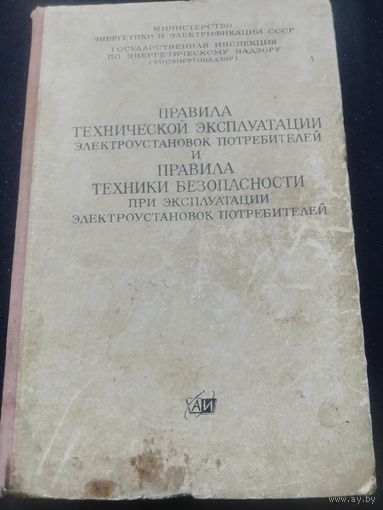 МИНИСТЕРСТВО
ЭНЕРГЕТИКИ И ЭЛЕКТРИФИКАЦИИ СССР
ГОСУДАРСТВЕННАЯ ИНСПЕКЦИЯ
ПО ЭНЕРГЕТИЧЕСКОМУ НАДЗОРУ
(ГОСЭНЕРГОНАДЗОР)
ПРАВИЛА
ТЕХНИЧЕСКОЙ ЭКСПЛУАТАЦИИ
ЭЛЕКТРОУСТАНОВОК ПОТРЕБИТЕЛЕЙ
И
ПРАВИЛА
ТЕХНИКИ БЕЗОПАСНОСТИ
ПРИ ЭКСПЛУАТАЦИИ
ЭЛЕКТРОУСТАНОВОК ПОТРЕБИТЕЛЕЙ
АИ
ay.by